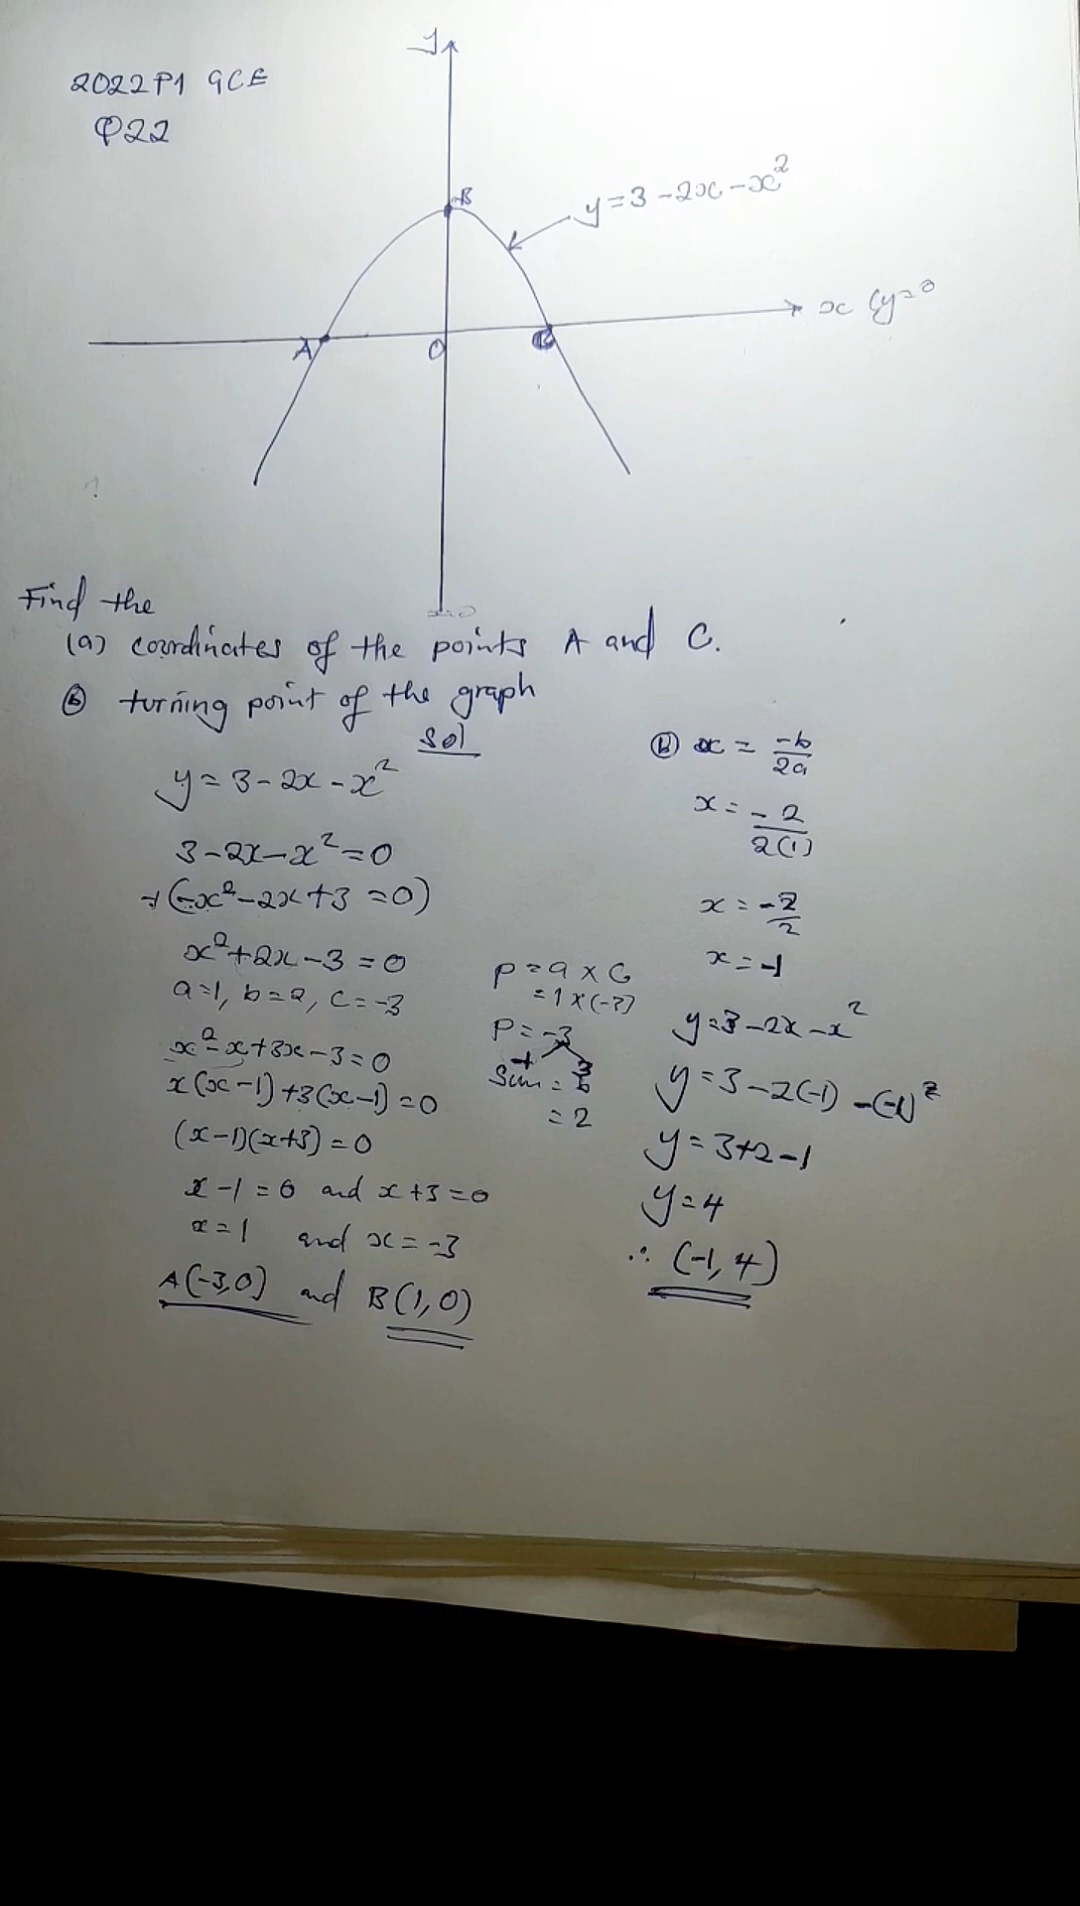 2022 P1 GCE
Q22
y
B
y = 3 - 2x - x²
x (y=0
A
O
x=0
Find the
(a) coordinates of the points A and C.
(b) turning point of the graph
Sol
y = 3 - 2x - x²
3 - 2x - x² = 0
-(-x² - 2x + 3 = 0)
x² + 2x - 3 = 0
a=1, b=2, c=-3
x² - x + 3x - 3 = 0
x(x-1) + 3(x-1) = 0
(x-1)(x+3) = 0
x - 1 = 0 and x + 3 = 0
x = 1 and x = -3
A(-3,0) and B(1,0)
P = a × c
= 1 × (-3)
P = -3
Sum = b
= 2
(b) x = -b/2a
x = -2/2(1)
x = -2/2
x = -1
y = 3 - 2x - x²
y = 3 - 2(-1) - (-1)²
y = 3+2-1
y = 4
∴ (-1, 4)